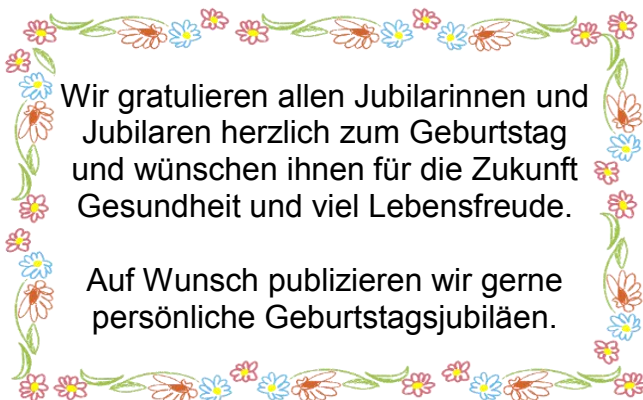 Wir gratulieren allen Jubilarinnen und
Jubilaren herzlich zum Geburtstag
und wünschen ihnen für die Zukunft
Gesundheit und viel Lebensfreude.
Auf Wunsch publizieren wir gerne
persönliche Geburtstagsjubiläen.